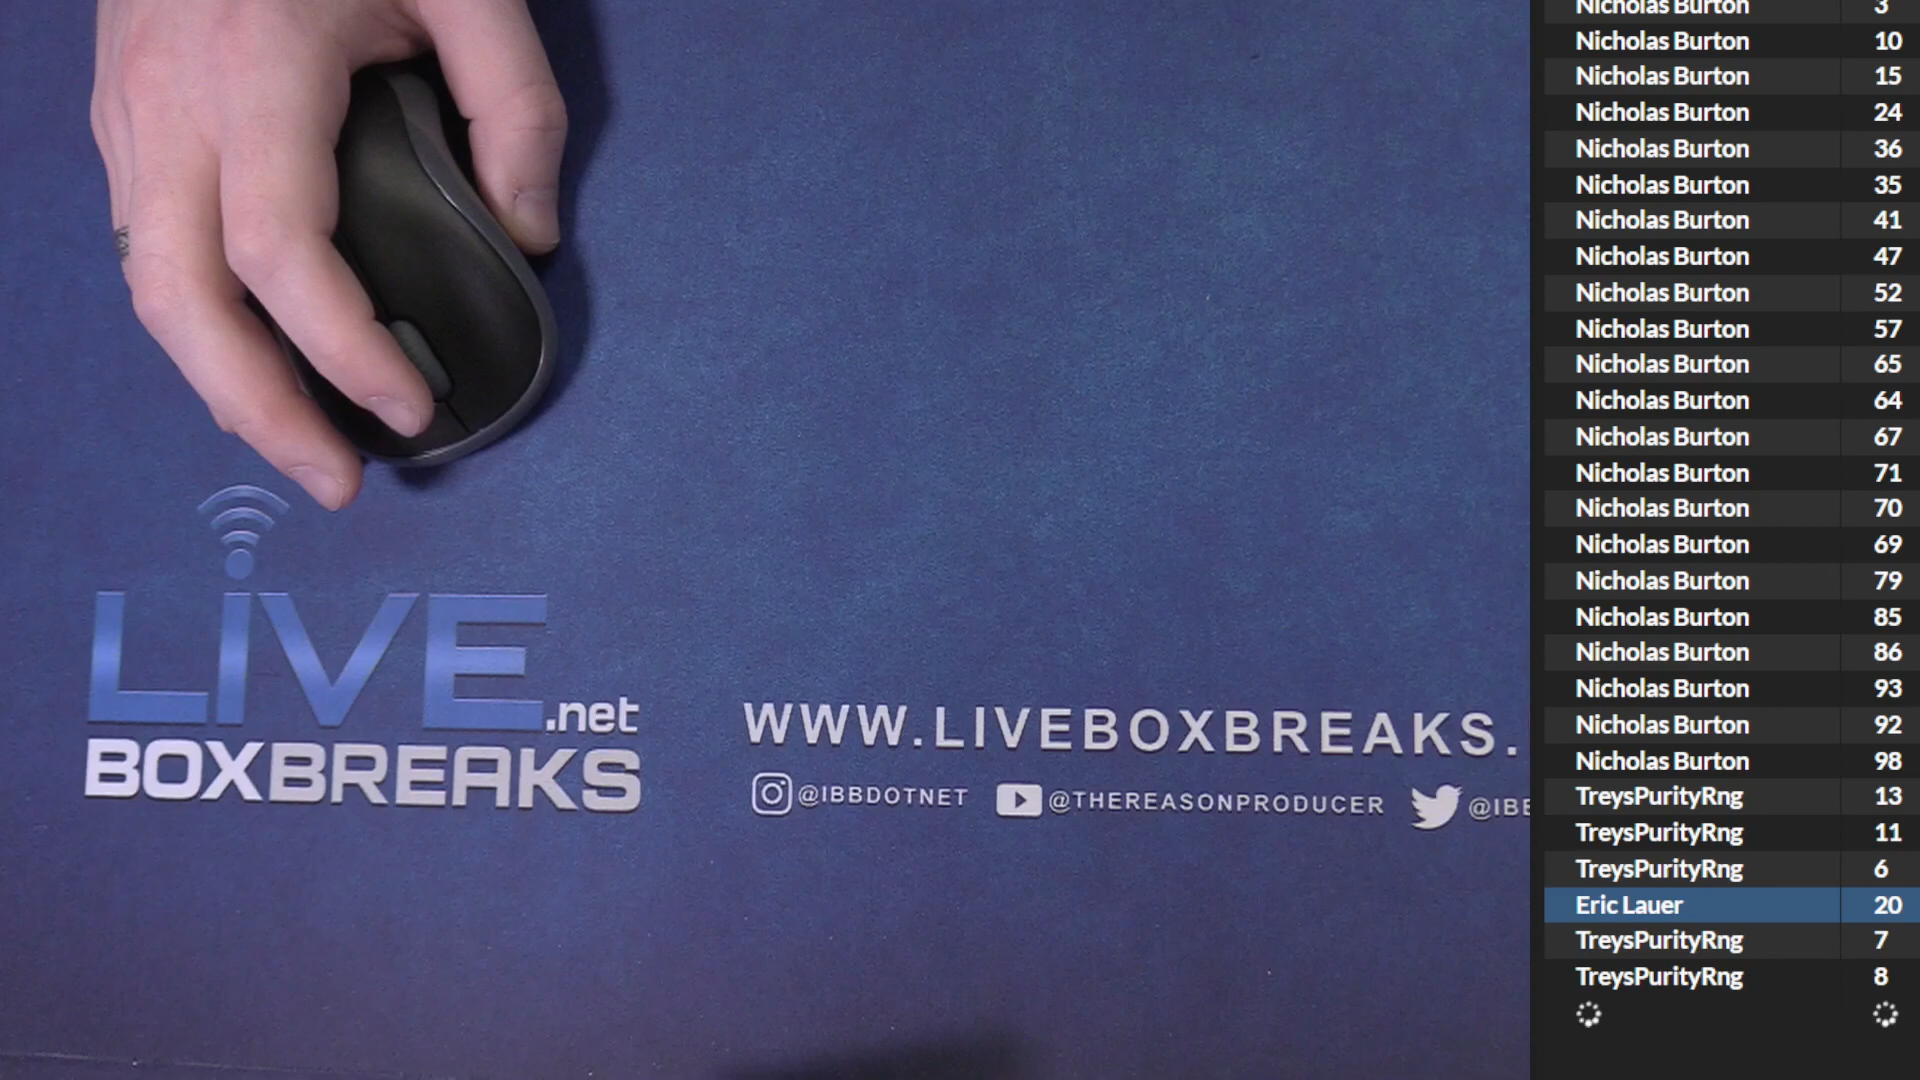 LIVE.net
BOXBREAKS
WWW.LIVEBOXBREAKS.
@IBBDOTNET @THEREASONPRODUCER @IBB
Nicholas Burton 3
Nicholas Burton 10
Nicholas Burton 15
Nicholas Burton 24
Nicholas Burton 36
Nicholas Burton 35
Nicholas Burton 41
Nicholas Burton 47
Nicholas Burton 52
Nicholas Burton 57
Nicholas Burton 65
Nicholas Burton 64
Nicholas Burton 67
Nicholas Burton 71
Nicholas Burton 70
Nicholas Burton 69
Nicholas Burton 79
Nicholas Burton 85
Nicholas Burton 86
Nicholas Burton 93
Nicholas Burton 92
Nicholas Burton 98
TreysPurityRng 13
TreysPurityRng 11
TreysPurityRng 6
Eric Lauer 20
TreysPurityRng 7
TreysPurityRng 8